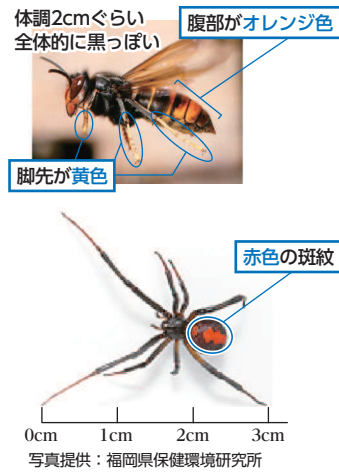 体調2cmぐらい
全体的に黒っぽい
腹部がオレンジ色
脚先が黄色
赤色の斑紋
0cm 1cm 2cm 3cm
写真提供：福岡県保健環境研究所